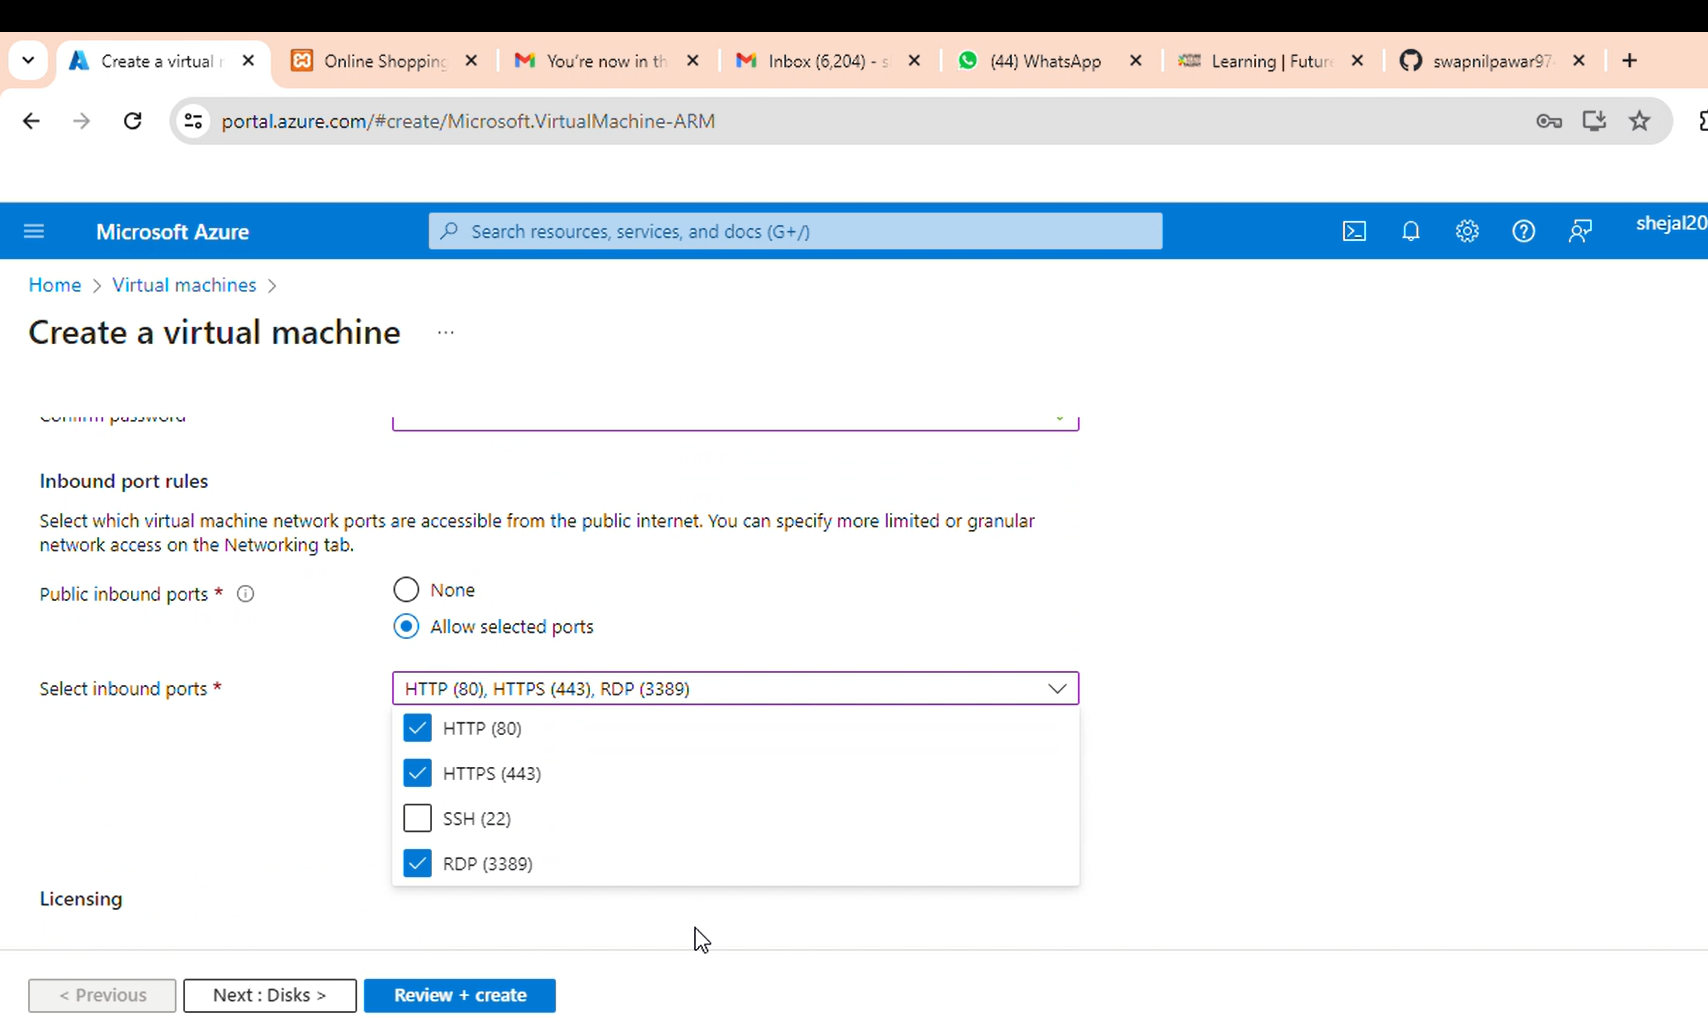 Create a virtual
Online Shopping
You're now in th
Inbox (6,204) - s
(44) WhatsApp
Learning | Future
swapnilpawar97
portal.azure.com/#create/Microsoft.VirtualMachine-ARM
Microsoft Azure
Search resources, services, and docs (G+/)
shejal20
Home > Virtual machines >
Create a virtual machine ...
Confirm password
Inbound port rules
Select which virtual machine network ports are accessible from the public internet. You can specify more limited or granular
network access on the Networking tab.
Public inbound ports *
None
Allow selected ports
Select inbound ports *
HTTP (80), HTTPS (443), RDP (3389)
HTTP (80)
HTTPS (443)
SSH (22)
RDP (3389)
Licensing
< Previous
Next : Disks >
Review + create